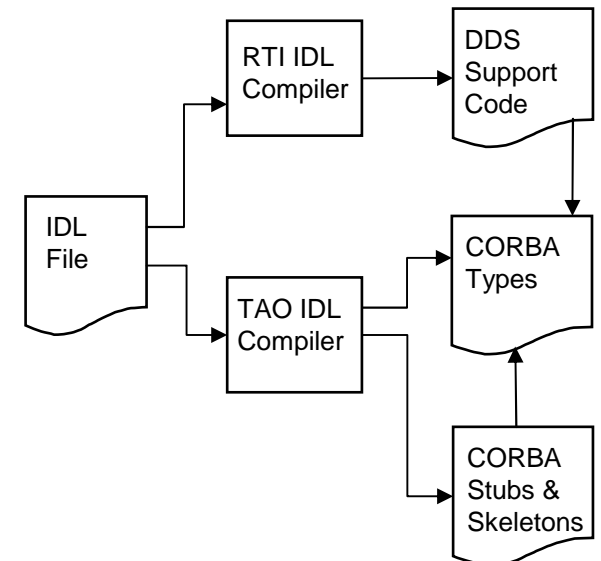 RTI IDL
Compiler
DDS
Support
Code
IDL
File
TAO IDL
Compiler
CORBA
Types
CORBA
Stubs &
Skeletons